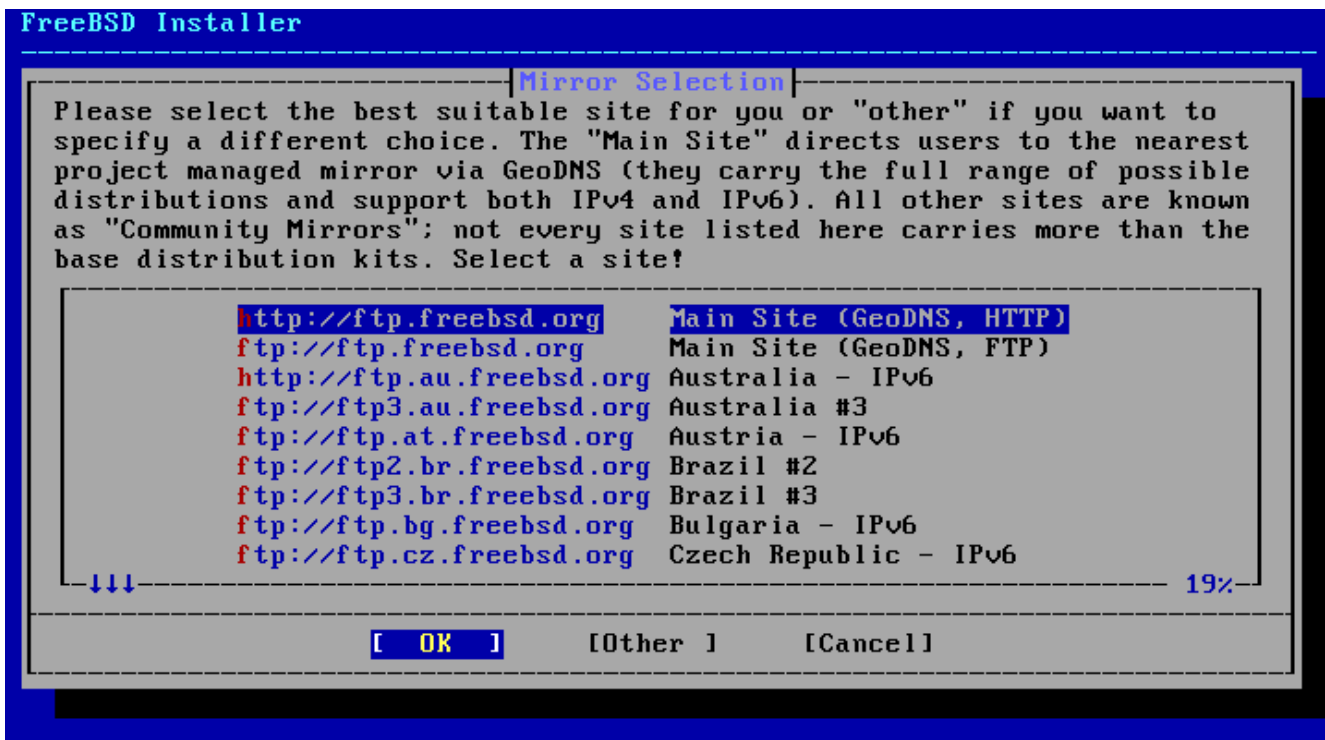 FreeBSD Installer
Mirror Selection
Please select the best suitable site for you or "other" if you want to
specify a different choice. The "Main Site" directs users to the nearest
project managed mirror via GeoDNS (they carry the full range of possible
distributions and support both IPv4 and IPv6). All other sites are known
as "Community Mirrors"; not every site listed here carries more than the
base distribution kits. Select a site!
http://ftp.freebsd.org Main Site (GeoDNS, HTTP)
ftp://ftp.freebsd.org Main Site (GeoDNS, FTP)
http://ftp.au.freebsd.org Australia - IPv6
ftp://ftp3.au.freebsd.org Australia #3
ftp://ftp.at.freebsd.org Austria - IPv6
ftp://ftp2.br.freebsd.org Brazil #2
ftp://ftp3.br.freebsd.org Brazil #3
ftp://ftp.bg.freebsd.org Bulgaria - IPv6
ftp://ftp.cz.freebsd.org Czech Republic - IPv6
↓↓↓ 19%
[ OK ] [Other ] [Cancel]